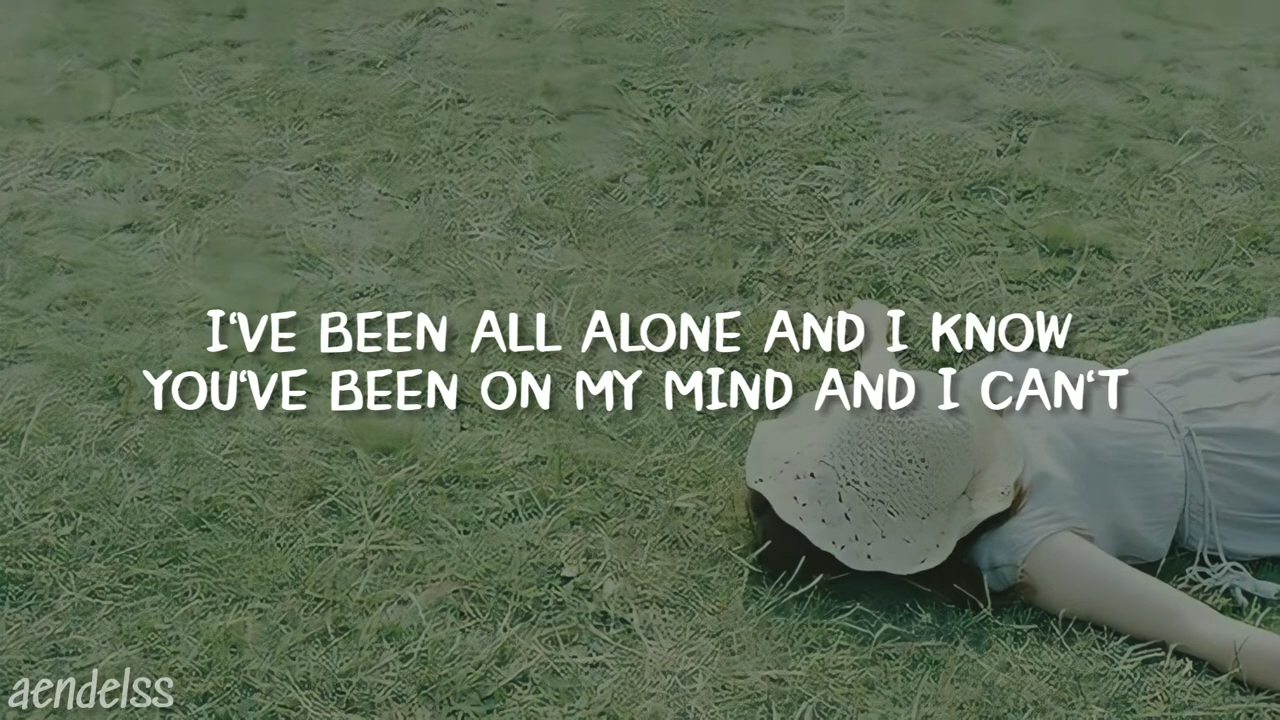 I‘VE BEEN ALL ALONE AND I KNOW
YOU‘VE BEEN ON MY MIND AND I CAN‘T
aendelss